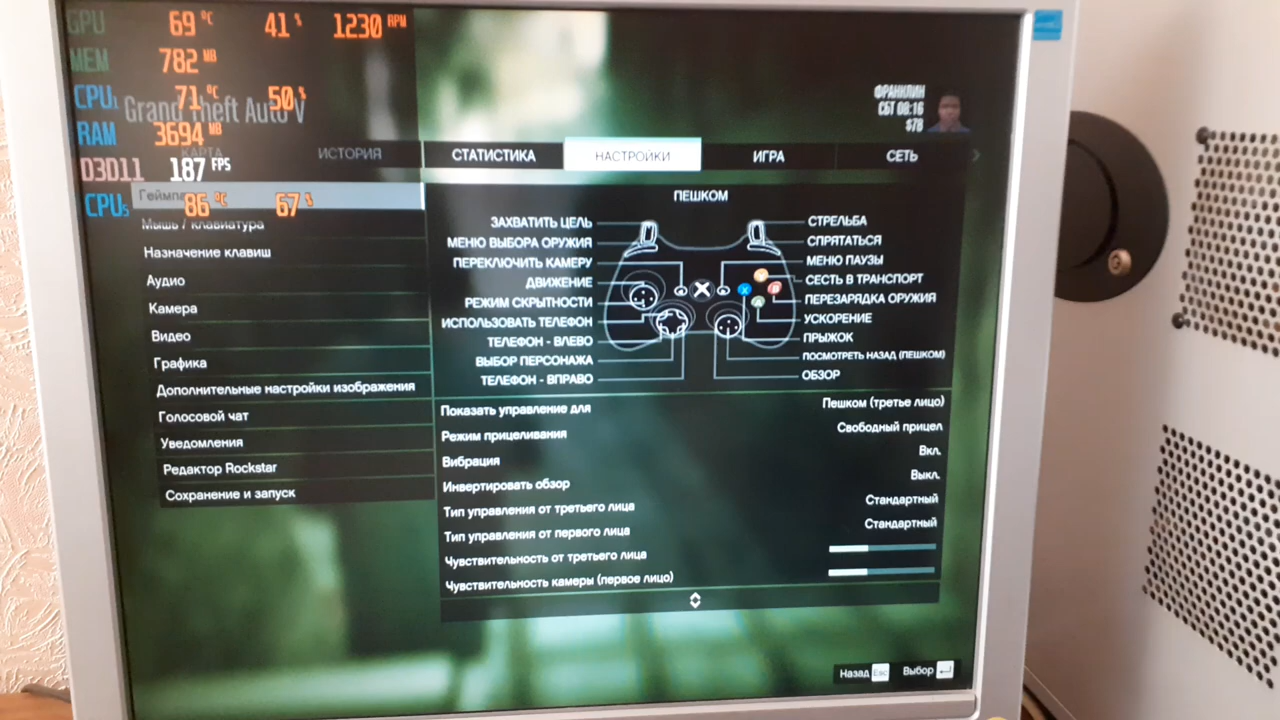 GPU 69 °C 41 % 1230 RPM
MEM 782 MB
CPU1 71 °C 50 %
Grand Theft Auto V
RAM 3694 MB
D3D11 187 FPS
CPU5 86 °C 67 %
ФРАНКЛИН
СБТ 08:16
$78
КАРТА ИСТОРИЯ СТАТИСТИКА НАСТРОЙКИ ИГРА СЕТЬ
Мышь / клавиатура
Назначение клавиш
Аудио
Камера
Видео
Графика
Дополнительные настройки изображения
Голосовой чат
Уведомления
Редактор Rockstar
Сохранение и запуск
ПЕШКОМ
ЗАХВАТИТЬ ЦЕЛЬ
МЕНЮ ВЫБОРА ОРУЖИЯ
ПЕРЕКЛЮЧИТЬ КАМЕРУ
ДВИЖЕНИЕ
РЕЖИМ СКРЫТНОСТИ
ИСПОЛЬЗОВАТЬ ТЕЛЕФОН
ТЕЛЕФОН - ВЛЕВО
ВЫБОР ПЕРСОНАЖА
ТЕЛЕФОН - ВПРАВО
СТРЕЛЬБА
СПРЯТАТЬСЯ
МЕНЮ ПАУЗЫ
СЕСТЬ В ТРАНСПОРТ
ПЕРЕЗАРЯДКА ОРУЖИЯ
УСКОРЕНИЕ
ПРЫЖОК
ПОСМОТРЕТЬ НАЗАД (ПЕШКОМ)
ОБЗОР
Y
X B
A
Показать управление для Пешком (третье лицо)
Режим прицеливания Свободный прицел
Вибрация Вкл.
Инвертировать обзор Выкл.
Тип управления от третьего лица Стандартный
Тип управления от первого лица Стандартный
Чувствительность от третьего лица
Чувствительность камеры (первое лицо)
Назад Esc Выбор